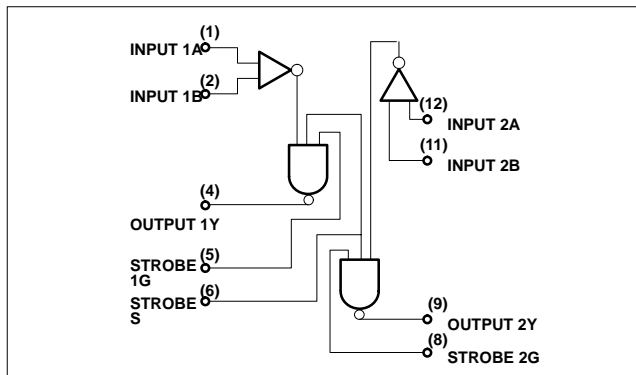 (1)
INPUT 1A
(2)
INPUT 1B
(12)
INPUT 2A
(11)
INPUT 2B
(4)
OUTPUT 1Y
(5)
STROBE
1G
(6)
STROBE
S
(9)
OUTPUT 2Y
(8)
STROBE 2G